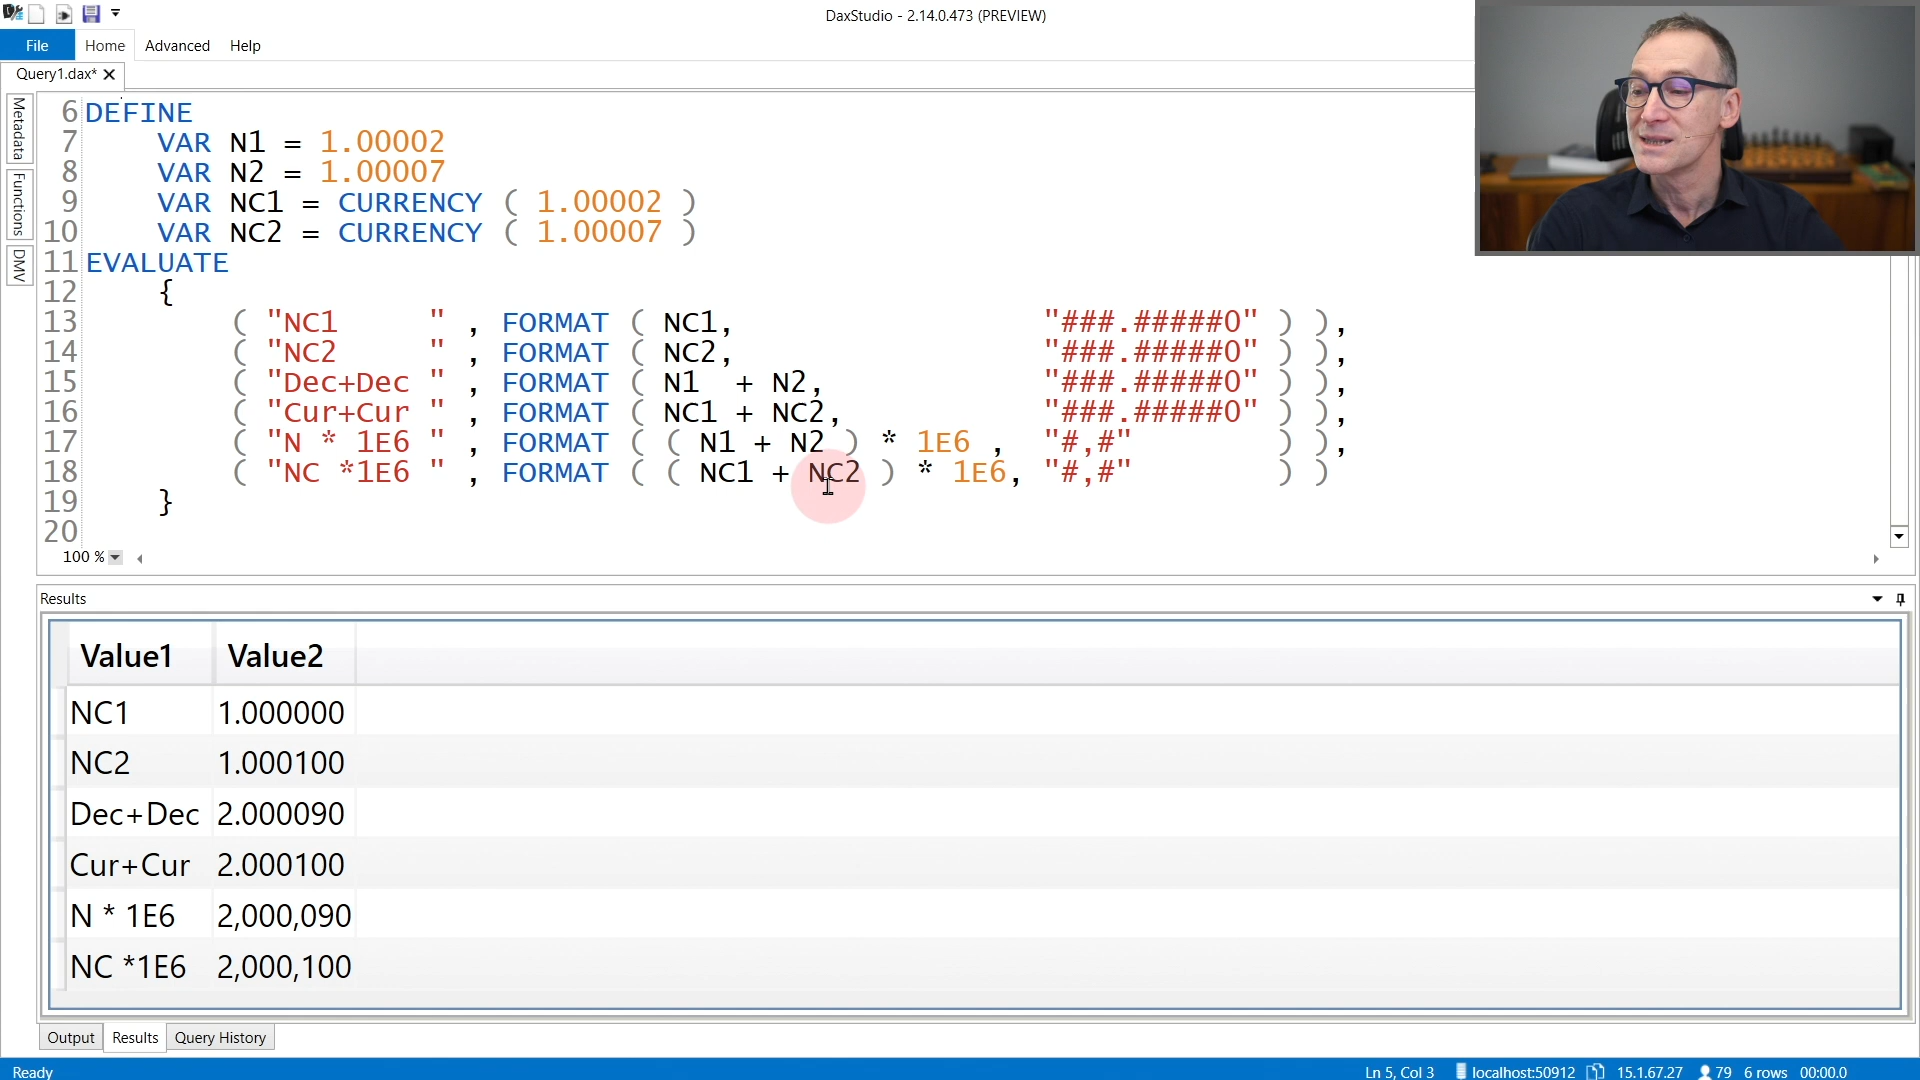 DaxStudio - 2.14.0.473 (PREVIEW)
File Home Advanced Help
Query1.dax*
Metadata
Functions
DMV
6 DEFINE
7 VAR N1 = 1.00002
8 VAR N2 = 1.00007
9 VAR NC1 = CURRENCY ( 1.00002 )
10 VAR NC2 = CURRENCY ( 1.00007 )
11 EVALUATE
12 {
13 ( "NC1     " , FORMAT ( NC1, "###.#####0" ) ),
14 ( "NC2     " , FORMAT ( NC2, "###.#####0" ) ),
15 ( "Dec+Dec " , FORMAT ( N1  + N2, "###.#####0" ) ),
16 ( "Cur+Cur " , FORMAT ( NC1 + NC2, "###.#####0" ) ),
17 ( "N * 1E6 " , FORMAT ( ( N1 + N2 ) * 1E6 , "#,#" ) ),
18 ( "NC *1E6 " , FORMAT ( ( NC1 + NC2 ) * 1E6, "#,#" ) )
19 }
20
100 %
Results
Value1 Value2
NC1 1.000000
NC2 1.000100
Dec+Dec 2.000090
Cur+Cur 2.000100
N * 1E6 2,000,090
NC *1E6 2,000,100
Output Results Query History
Ready Ln 5, Col 3 localhost:50912 15.1.67.27 79 6 rows 00:00.0